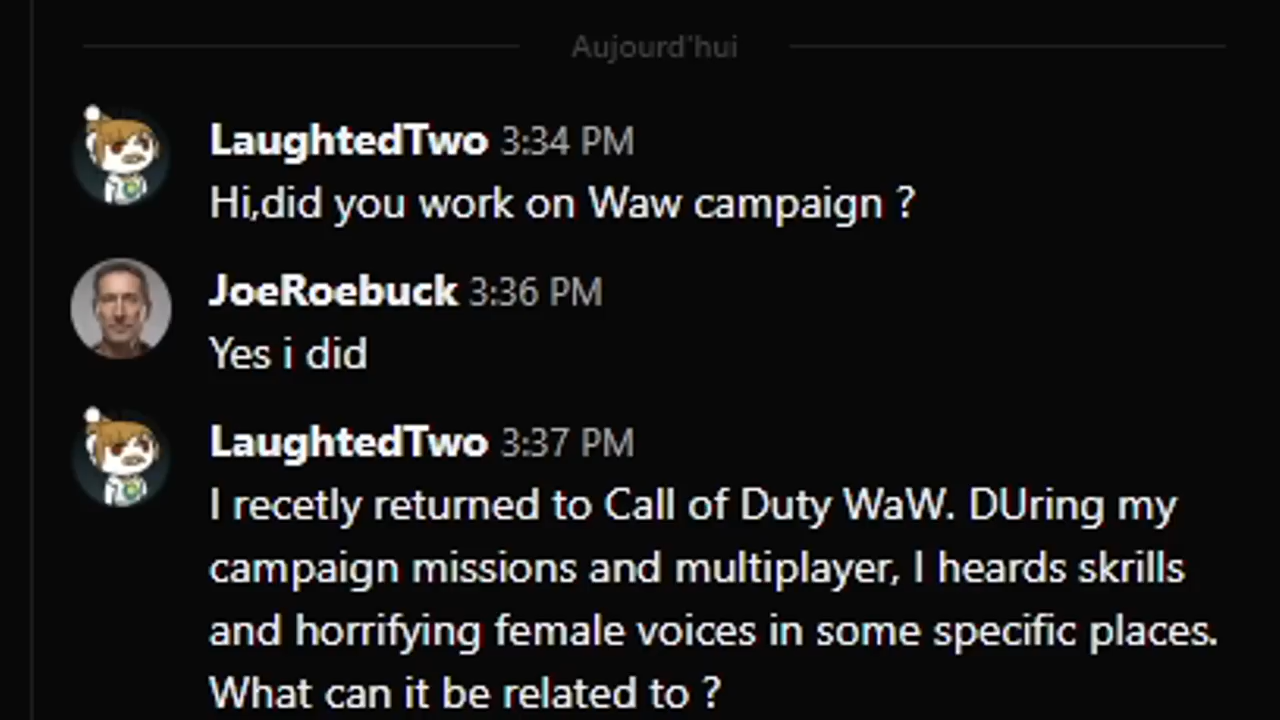 Aujourd'hui
LaughtedTwo 3:34 PM
Hi,did you work on Waw campaign ?
JoeRoebuck 3:36 PM
Yes i did
LaughtedTwo 3:37 PM
I recetly returned to Call of Duty WaW. DUring my
campaign missions and multiplayer, I heards skrills
and horrifying female voices in some specific places.
What can it be related to ?